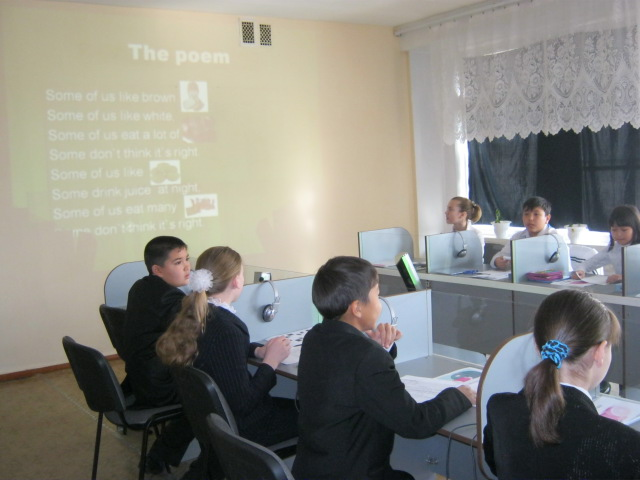 The poem
Some of us like brown
Some of us like white,
Some of us eat a lot of
Some don't think it's right
Some of us like
Some drink juice at night
Some of us eat many
don't think it's right